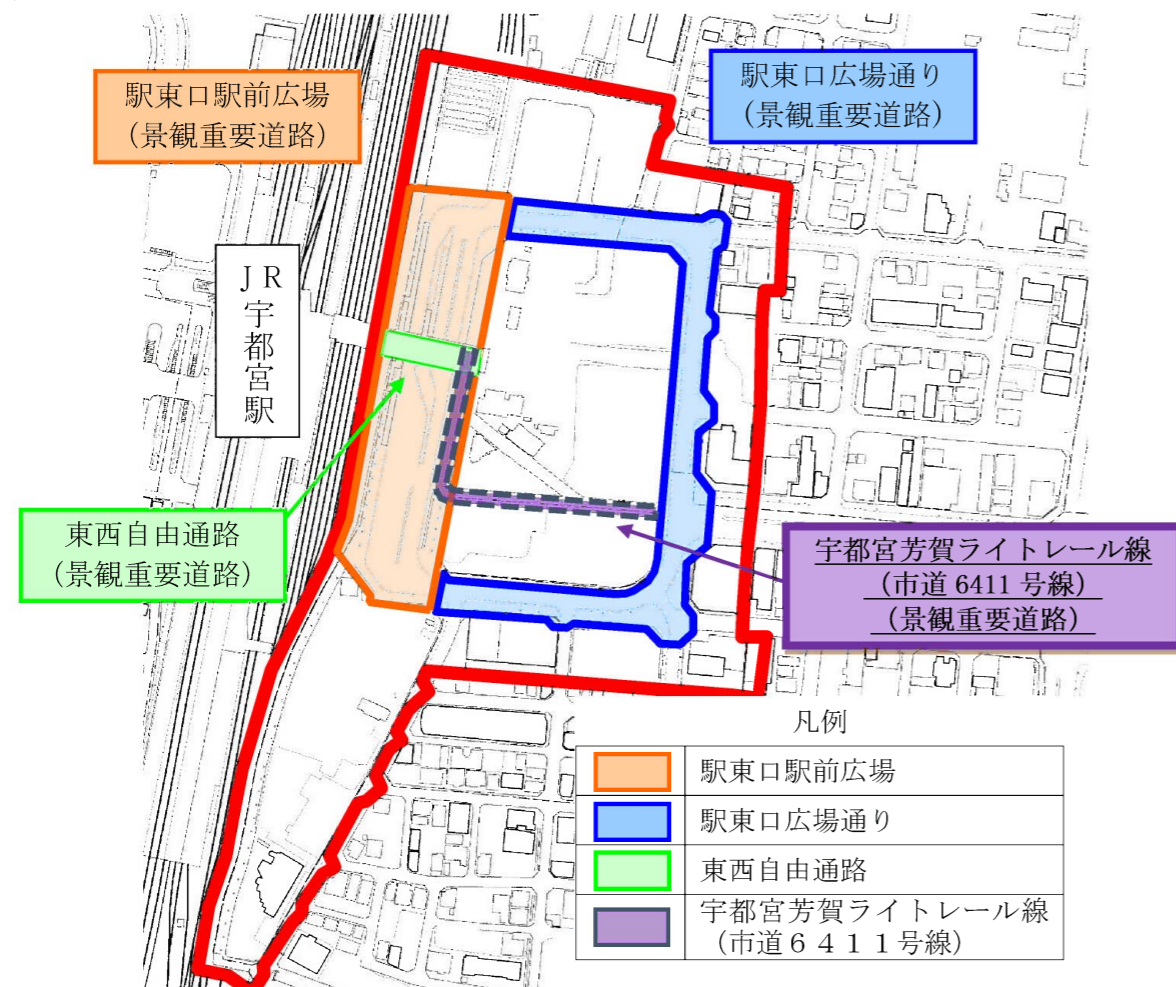 駅東口駅前広場
(景観重要道路)
駅東口広場通り
(景観重要道路)
ＪＲ宇都宮駅
東西自由通路
(景観重要道路)
宇都宮芳賀ライトレール線
(市道 6411 号線)
(景観重要道路)
凡例
駅東口駅前広場
駅東口広場通り
東西自由通路
宇都宮芳賀ライトレール線
(市道６４１１号線)